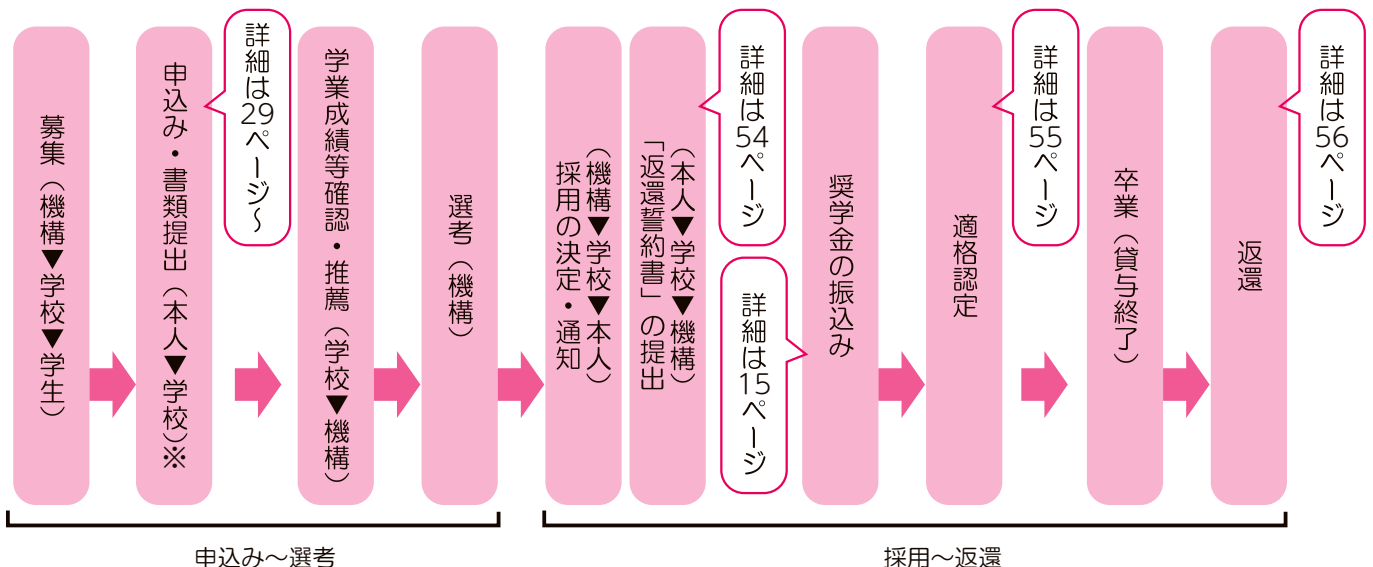 募集（機構▼学校▼学生）
申込み・書類提出（本人▼学校）※
詳細は29ページ～
学業成績等確認・推薦（学校▼機構）
選考（機構）
採用の決定・通知
（機構▼学校▼本人）
「返還誓約書」の提出
（本人▼学校▼機構）
詳細は54ページ
詳細は15ページ
奨学金の振込み
適格認定
詳細は55ページ
卒業（貸与終了）
返還
詳細は56ページ
申込み～選考
採用～返還